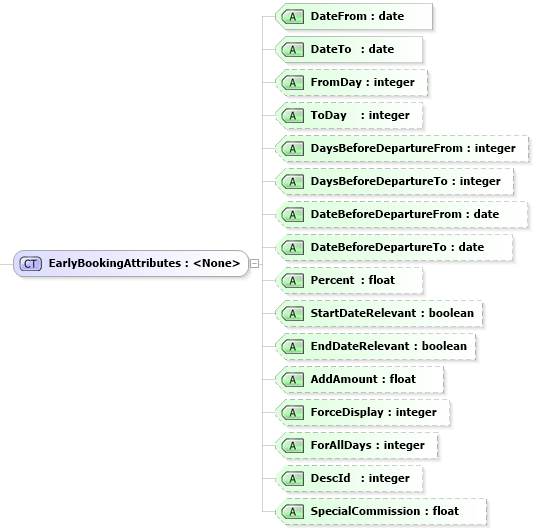 A DateFrom : date
A DateTo : date
A FromDay : integer
A ToDay : integer
A DaysBeforeDepartureFrom : integer
A DaysBeforeDepartureTo : integer
A DateBeforeDepartureFrom : date
A DateBeforeDepartureTo : date
CT EarlyBookingAttributes : <None>
A Percent : float
A StartDateRelevant : boolean
A EndDateRelevant : boolean
A AddAmount : float
A ForceDisplay : integer
A ForAllDays : integer
A DescId : integer
A SpecialCommission : float